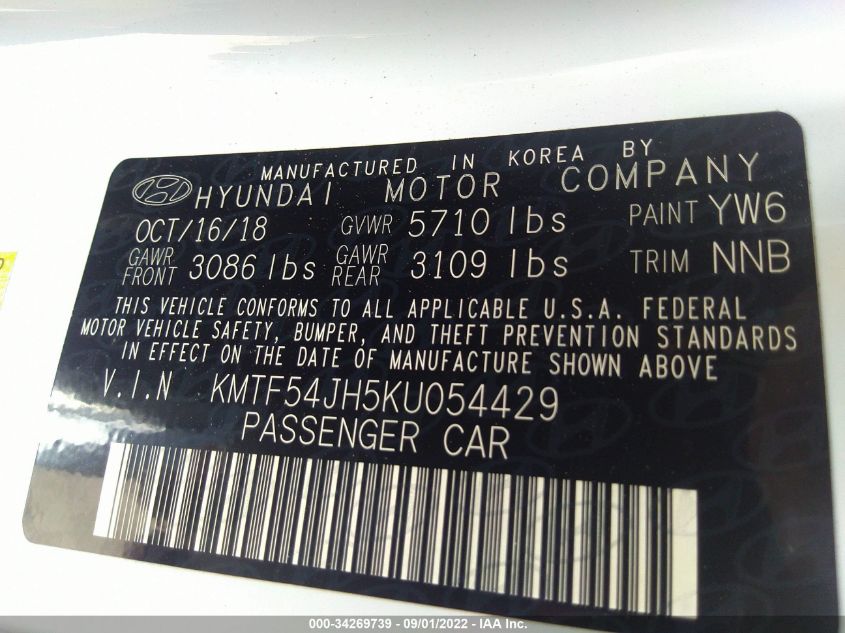 MANUFACTURED IN KOREA BY
HYUNDAI MOTOR COMPANY
OCT/16/18 GVWR 5710 lbs PAINT YW6
GAWR FRONT 3086 lbs GAWR REAR 3109 lbs TRIM NNB
THIS VEHICLE CONFORMS TO ALL APPLICABLE U.S.A. FEDERAL
MOTOR VEHICLE SAFETY, BUMPER, AND THEFT PREVENTION STANDARDS
IN EFFECT ON THE DATE OF MANUFACTURE SHOWN ABOVE
V.I.N KMTF54JH5KU054429
PASSENGER CAR
000-34269739 - 09/01/2022 - IAA Inc.